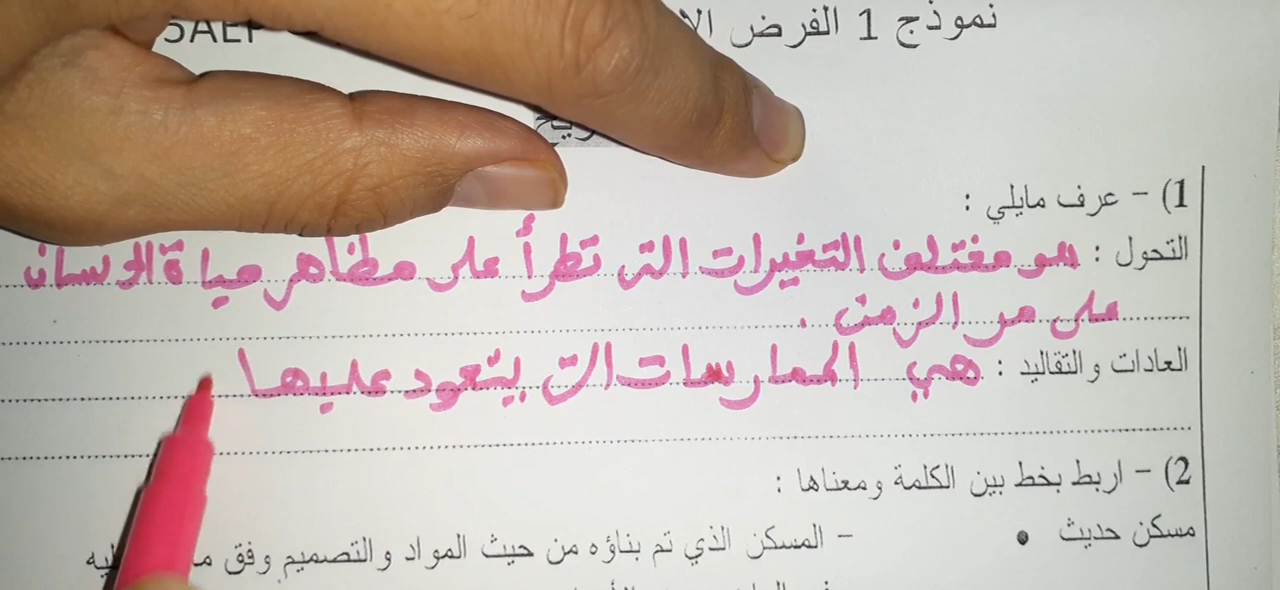 نموذج 1 الفرض
5AEP
1) - عرف مايلي :
التحول : هو مختلف التغيرات التي تطرأ على مظاهر حياة الإنسان
على مر الزمن .
العادات والتقاليد : هي الممارسات التي يتعود عليها
2) - اربط بخط بين الكلمة ومعناها :
مسكن حديث • - المسكن الذي تم بناؤه من حيث المواد والتصميم وفق